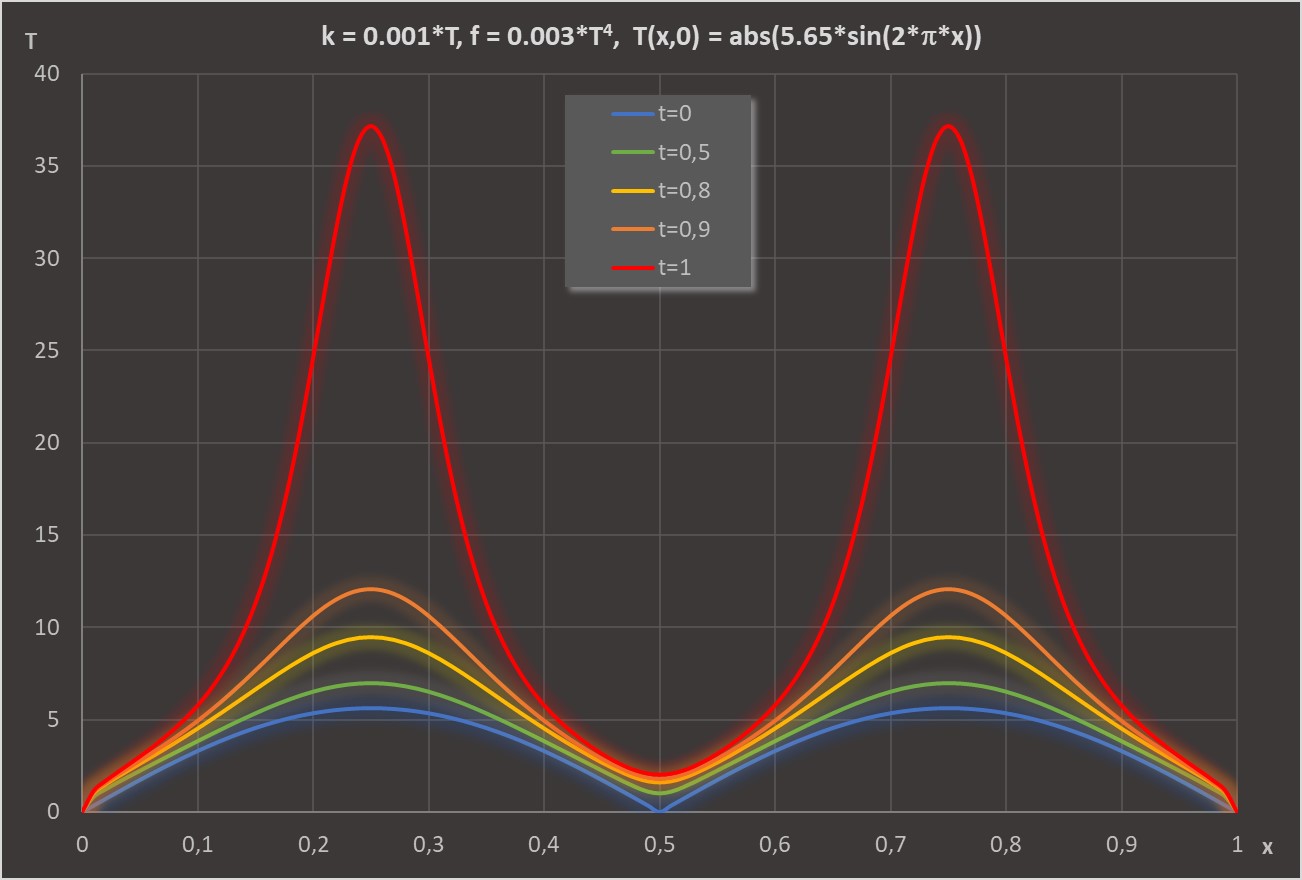 k = 0.001*T, f = 0.003*T⁴, T(x,0) = abs(5.65*sin(2*π*x))
T
40
35
30
25
20
15
10
5
0
t=0
t=0,5
t=0,8
t=0,9
t=1
0 0,1 0,2 0,3 0,4 0,5 0,6 0,7 0,8 0,9 1 x